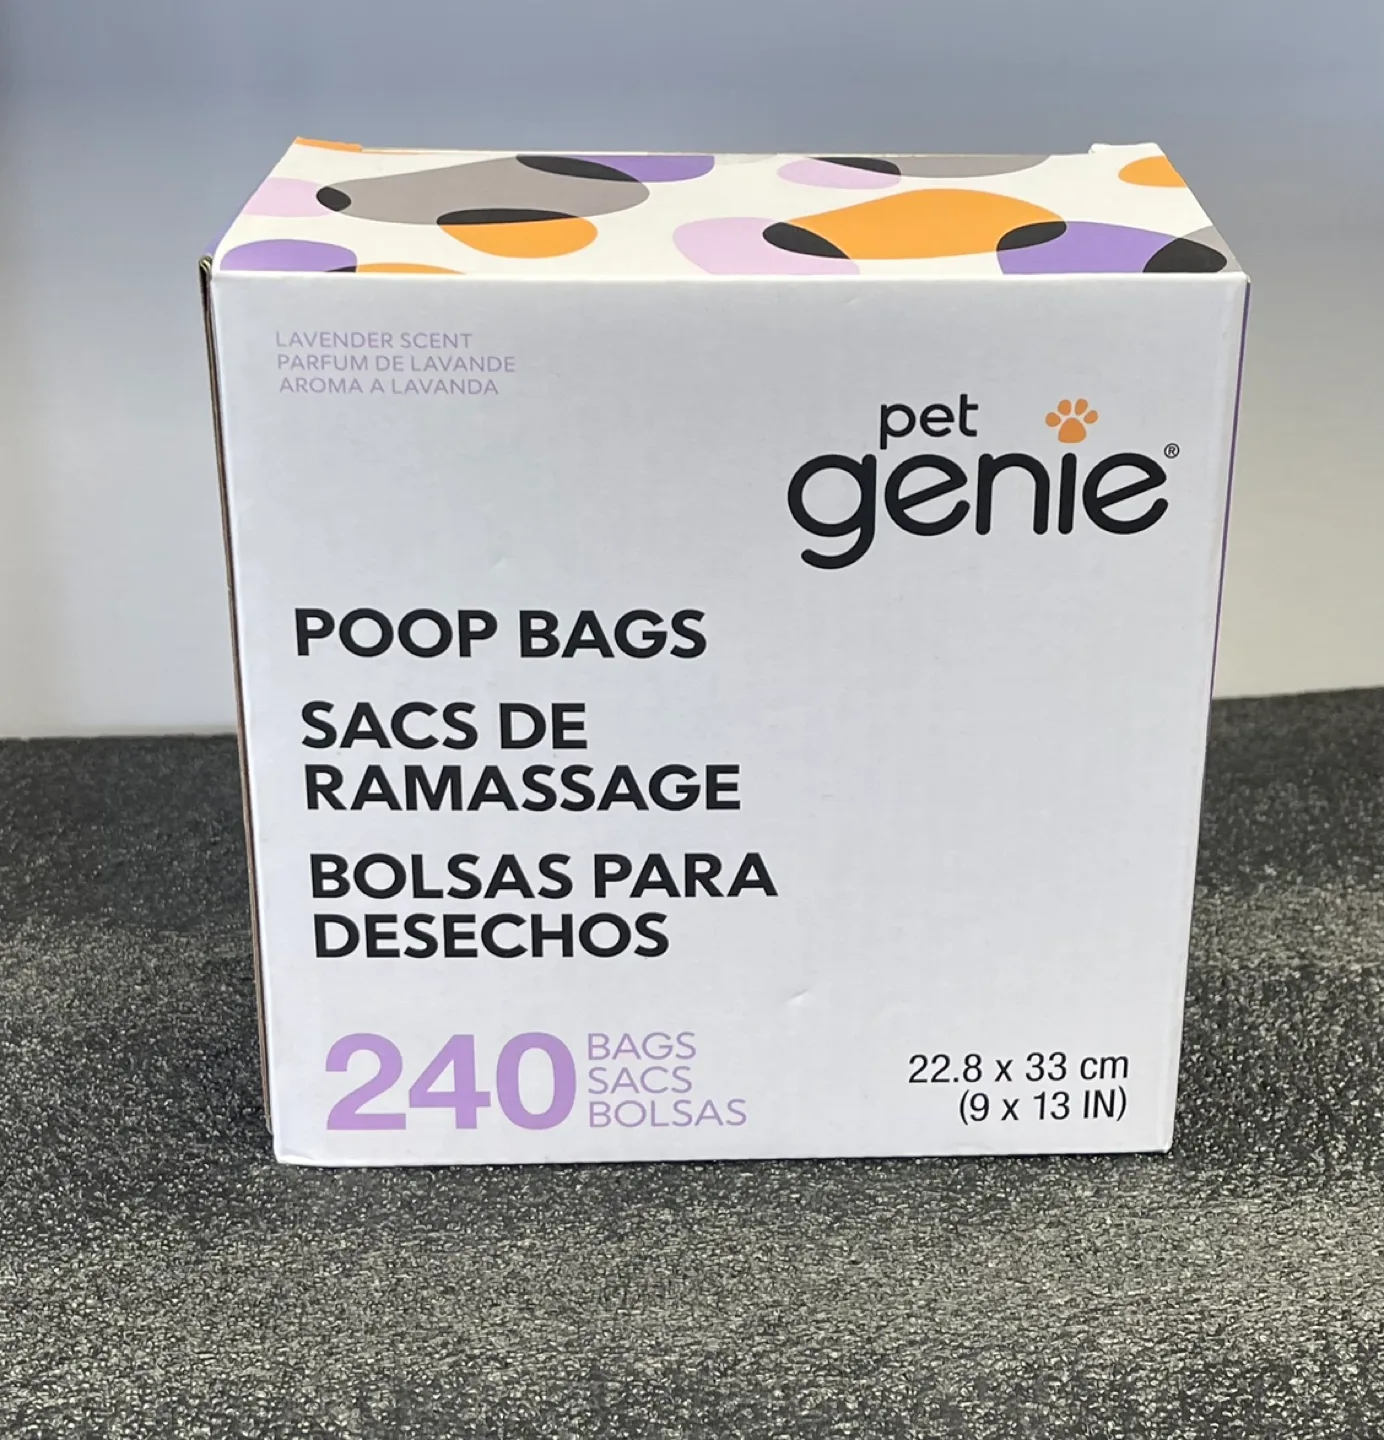 LAVENDER SCENT
PARFUM DE LAVANDE
AROMA A LAVANDA
pet
genie®
POOP BAGS
SACS DE
RAMASSAGE
BOLSAS PARA
DESECHOS
240 BAGS
SACS
BOLSAS
22.8 x 33 cm
(9 x 13 IN)